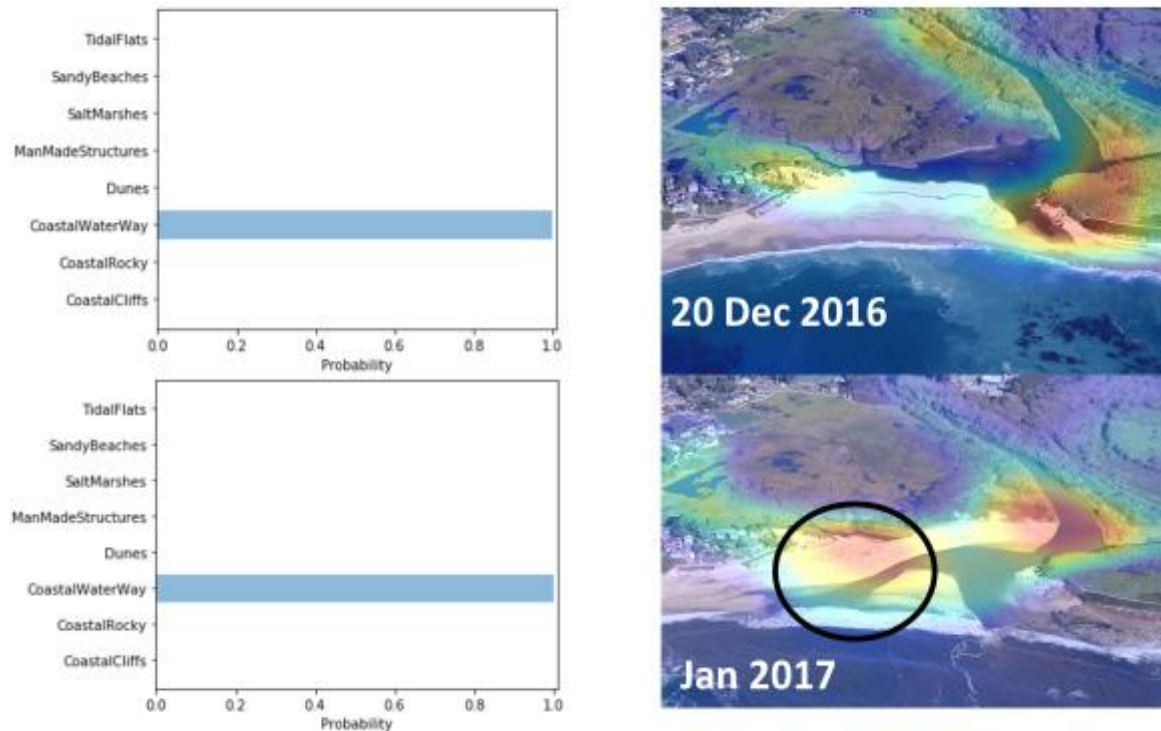 TidalFlats
SandyBeaches
SaltMarshes
ManMadeStructures
Dunes
CoastalWaterWay
CoastalRocky
CoastalCliffs
0.0 0.2 0.4 0.6 0.8 1.0
Probability
20 Dec 2016
TidalFlats
SandyBeaches
SaltMarshes
ManMadeStructures
Dunes
CoastalWaterWay
CoastalRocky
CoastalCliffs
0.0 0.2 0.4 0.6 0.8 1.0
Probability
Jan 2017